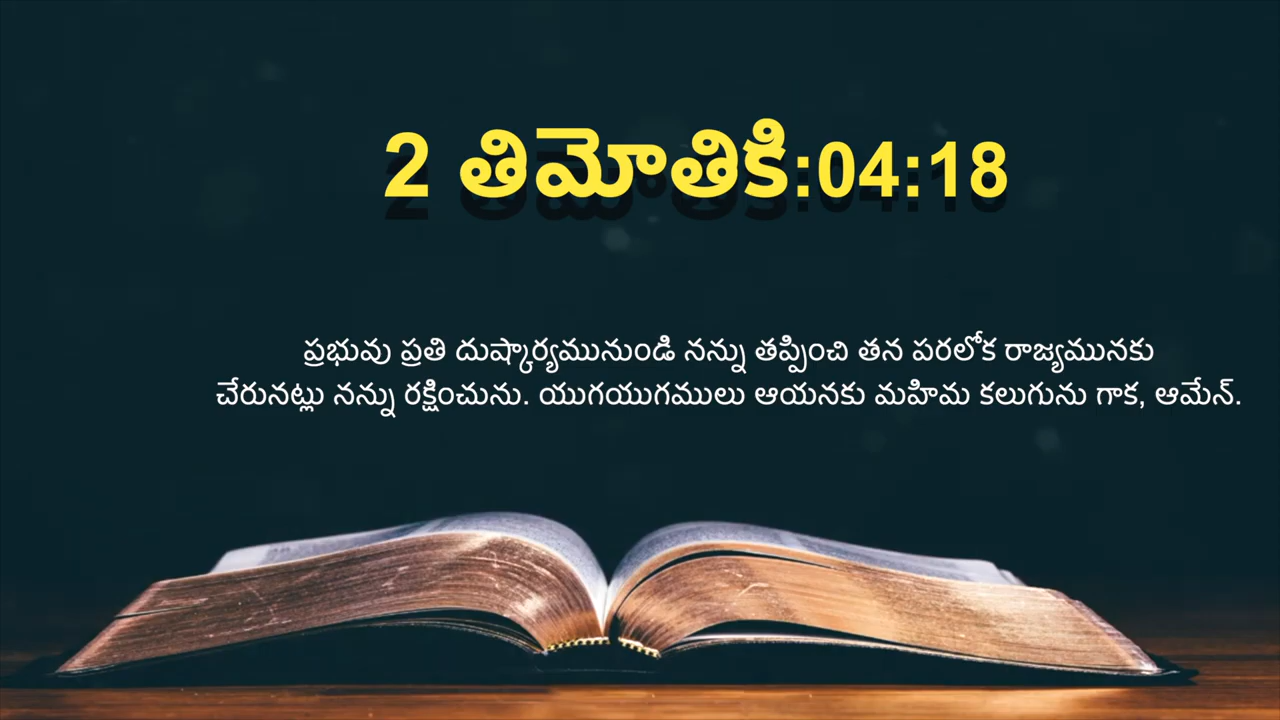 2 తిమోతికి:04:18
ప్రభువు ప్రతి దుష్కార్యమునుండి నన్ను తప్పించి తన పరలోక రాజ్యమునకు
చేరునట్లు నన్ను రక్షించును. యుగయుగములు ఆయనకు మహిమ కలుగును గాక, ఆమేన్.